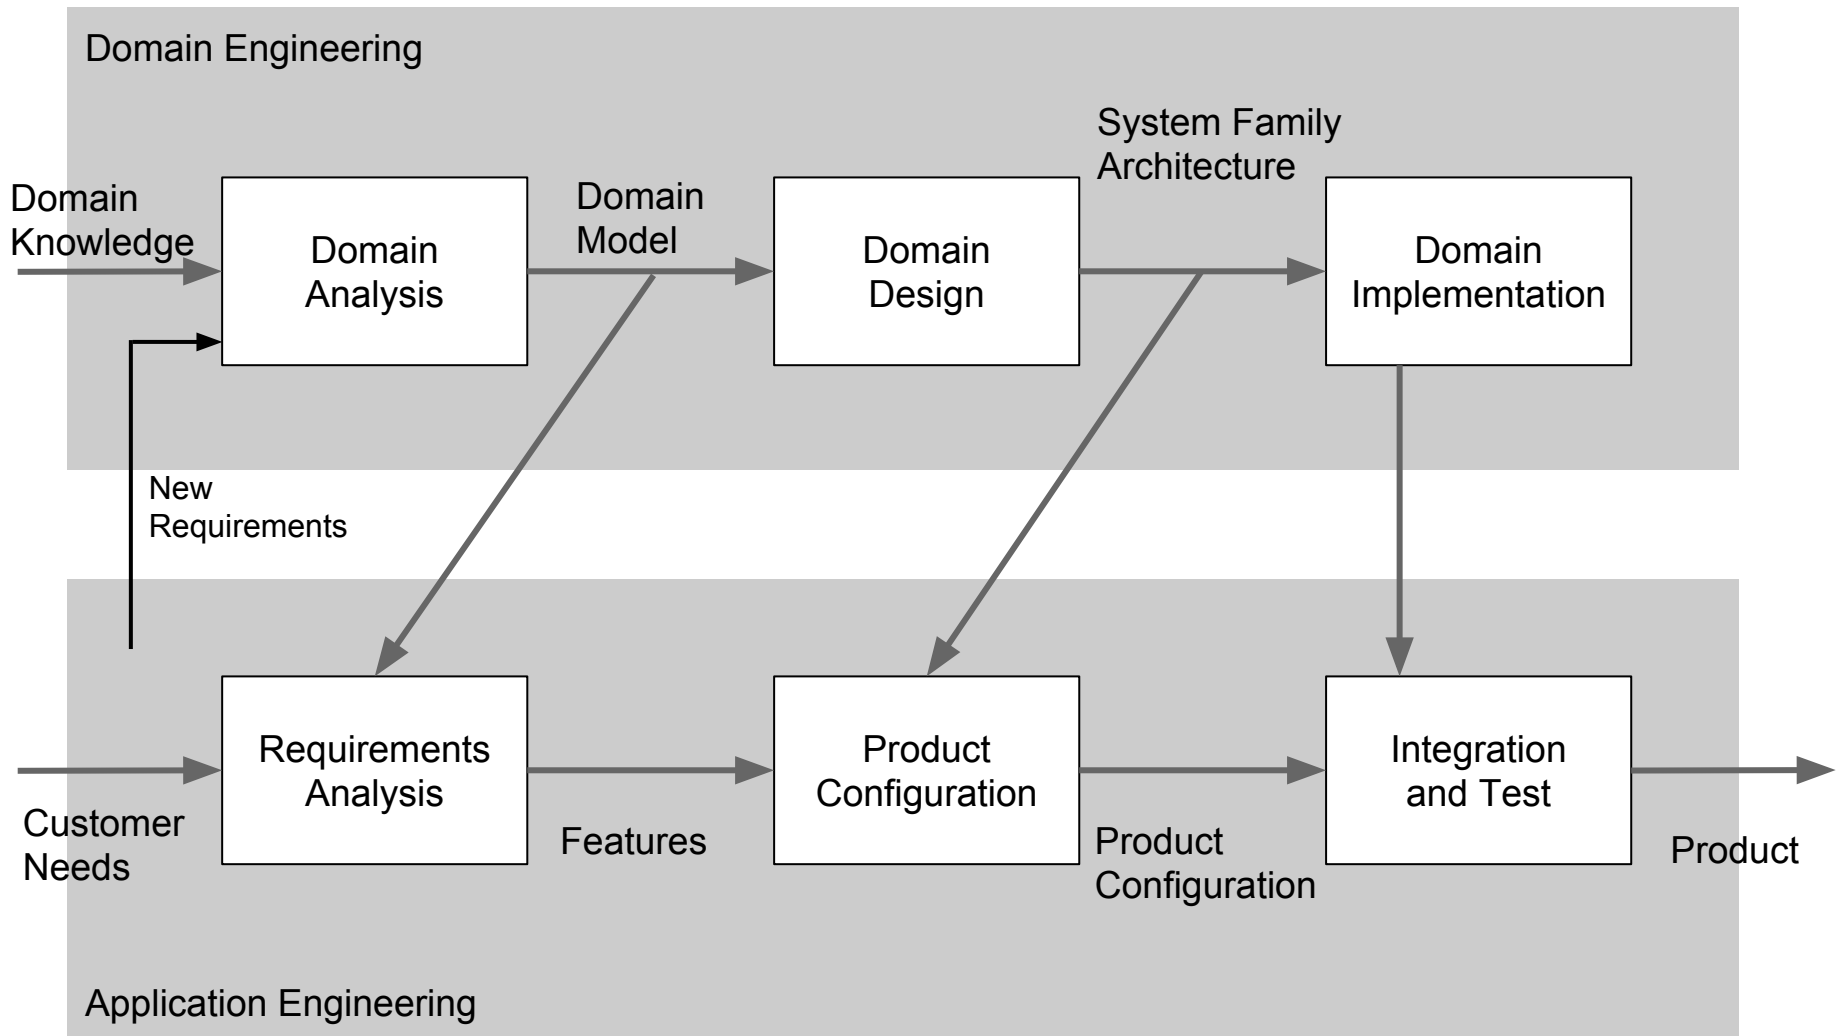 Domain Engineering
System Family
Architecture
Domain
Knowledge
Domain
Model
Domain
Analysis
Domain
Design
Domain
Implementation
New
Requirements
Requirements
Analysis
Product
Configuration
Integration
and Test
Customer
Needs
Features
Product
Configuration
Product
Application Engineering